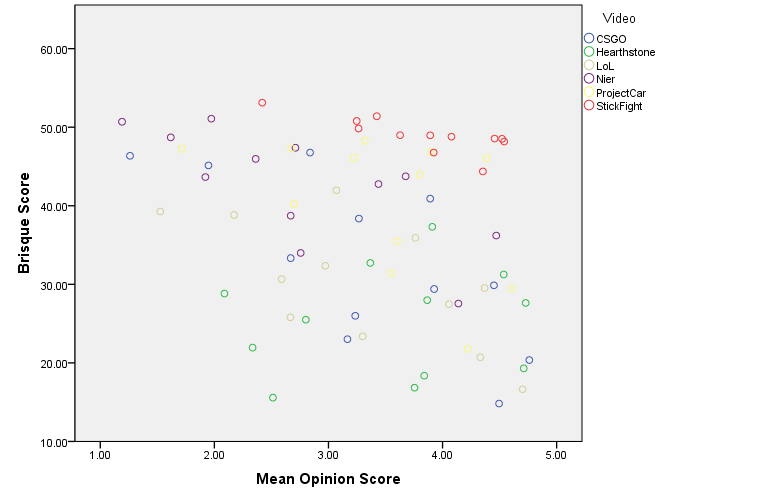 Video
CSGO
Hearthstone
LoL
Nier
ProjectCar
StickFight
60.00
50.00
40.00
30.00
20.00
10.00
Brisque Score
1.00 2.00 3.00 4.00 5.00
Mean Opinion Score